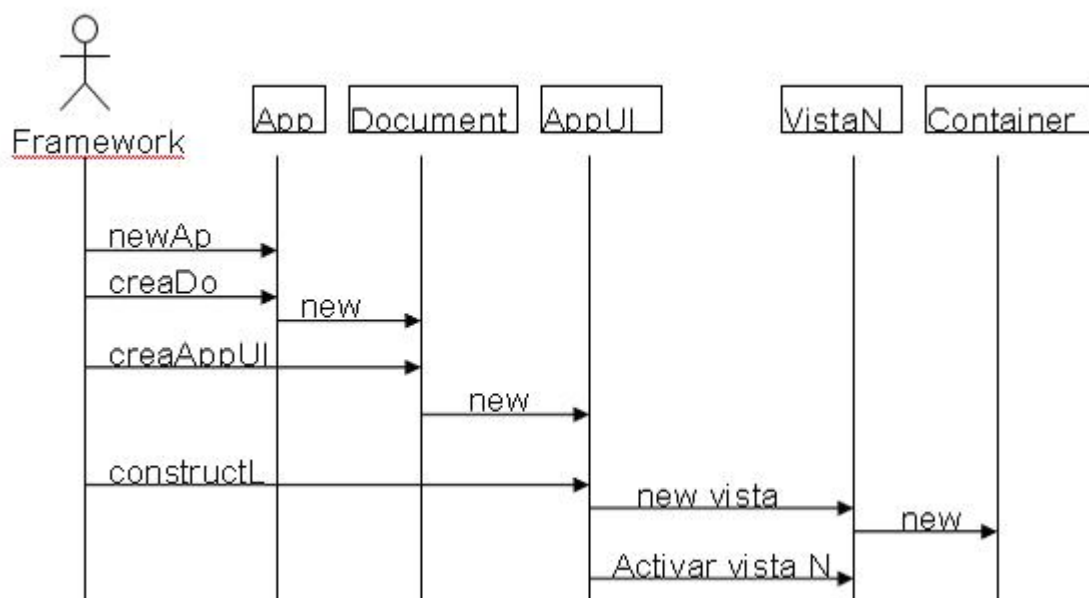 App Document AppUI VistaN Container
Framework
newAp
creaDo
new
creaAppUI
new
constructL
new vista
new
Activar vista N